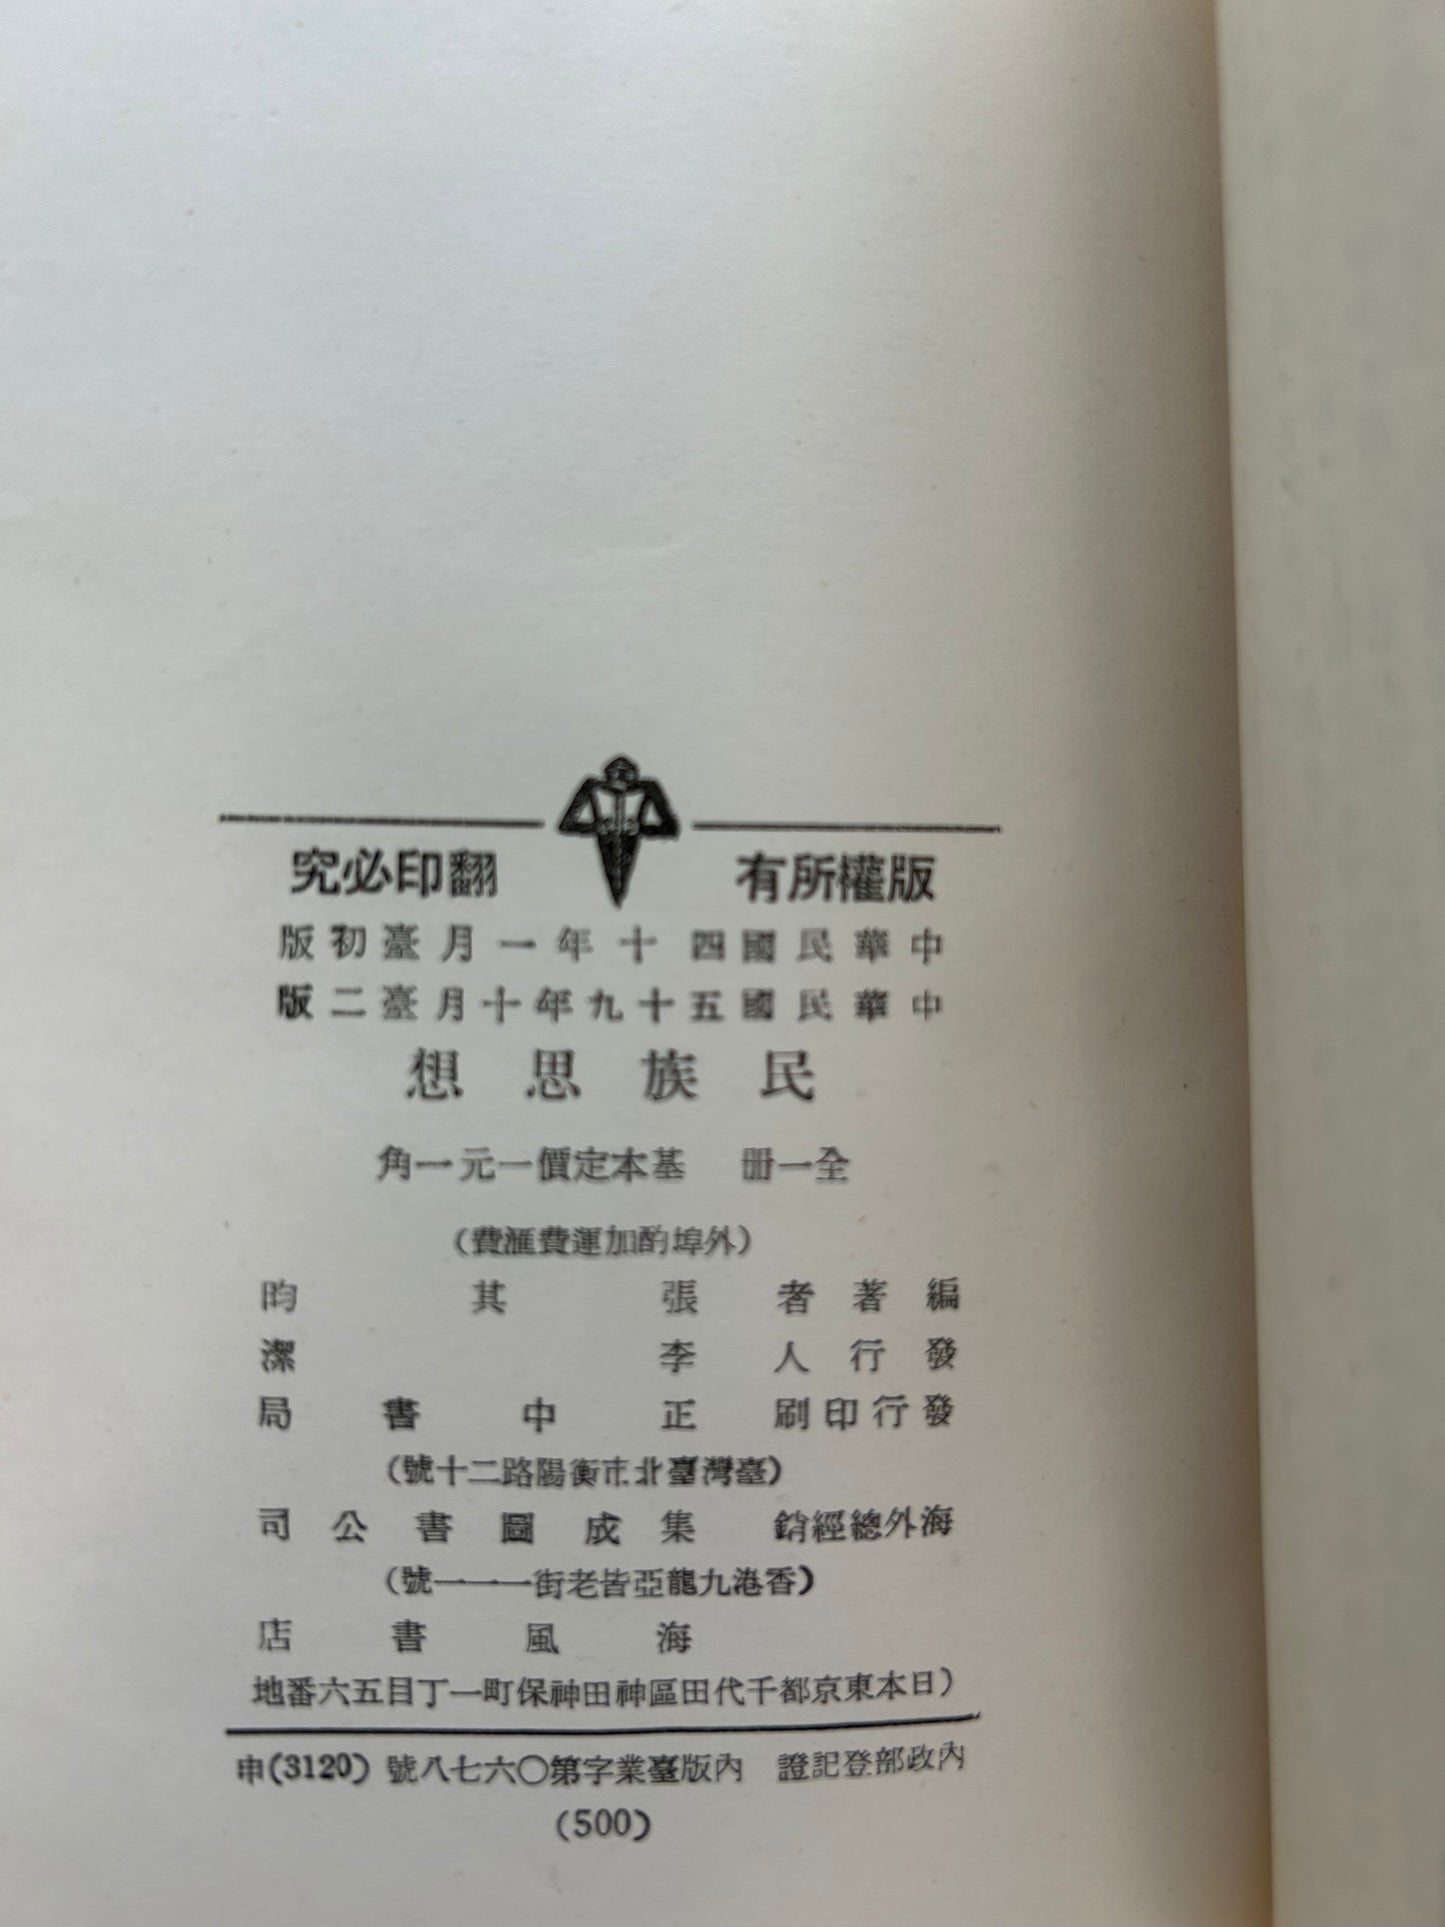 版權所有 翻印必究
中華民國四十年一月臺初版
中華民國五十九年十月臺二版
民族思想
全一册 基本定價一元一角
(外埠酌加運費滙費)
編著者 張其昀
發行人 李潔
發行印刷 正中書局
(臺灣臺北市衡陽路二十號)
海外總經銷 集成圖書公司
(香港九龍亞皆老街一一一號)
海風書店
(日本東京都千代田區神田神保町一丁目五六番地
內政部登記證 內版臺業字第〇六七八號(3120)申
(500)